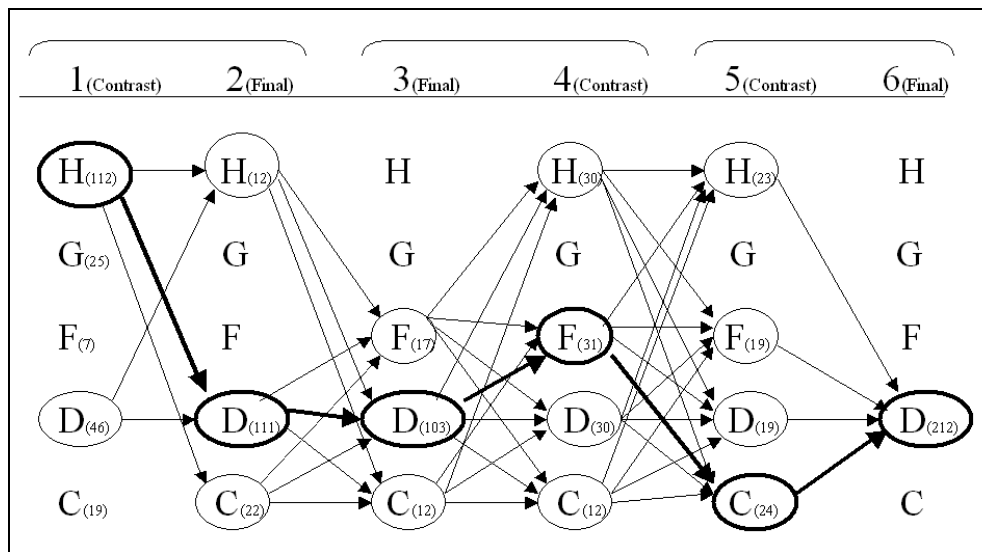 1(Contrast) 2(Final) 3(Final) 4(Contrast) 5(Contrast) 6(Final)
H(112) H(12) H H(30) H(23) H
G(25) G G G G G
F(7) F F(17) F(31) F(19) F
D(46) D(111) D(103) D(30) D(19) D(212)
C(19) C(22) C(12) C(12) C(24) C